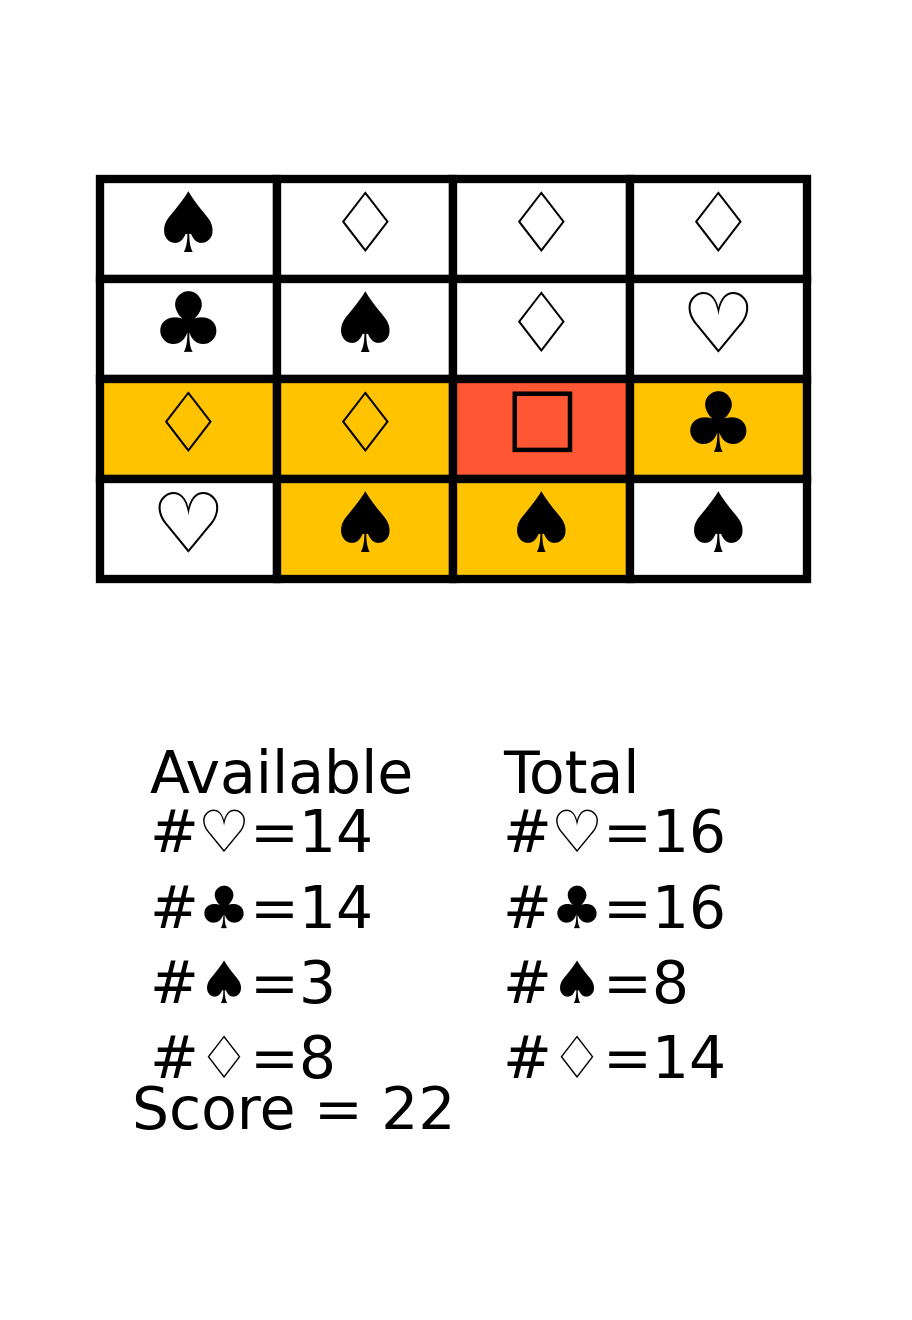 ♠ ♢ ♢ ♢
♣ ♠ ♢ ♡
♢ ♢ □ ♣
♡ ♠ ♠ ♠
Available Total
#♡=14 #♡=16
#♣=14 #♣=16
#♠=3 #♠=8
#♢=8 #♢=14
Score = 22